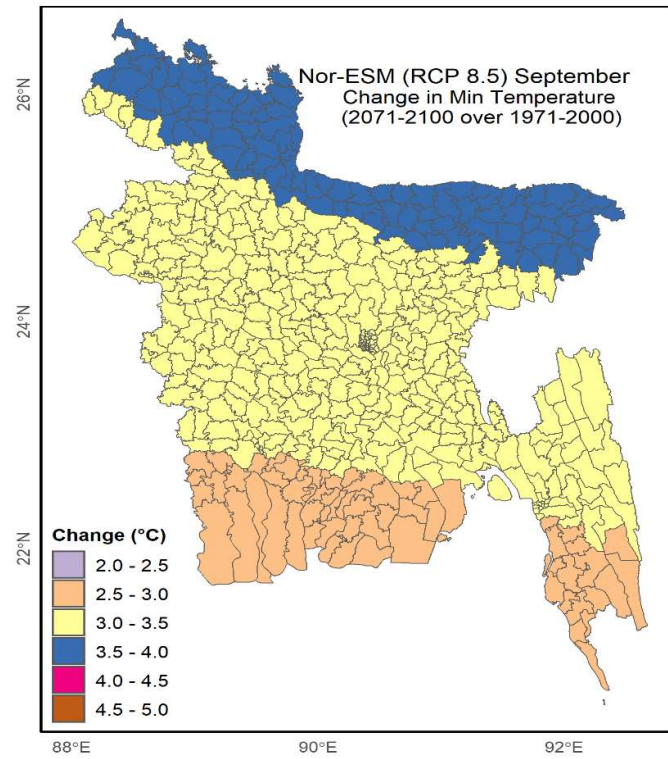 Nor-ESM (RCP 8.5) September
Change in Min Temperature
(2071-2100 over 1971-2000)
26°N
24°N
22°N
Change (°C)
2.0 - 2.5
2.5 - 3.0
3.0 - 3.5
3.5 - 4.0
4.0 - 4.5
4.5 - 5.0
88°E 90°E 92°E